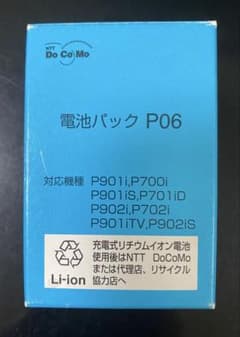 NTT
DoCoMo
電池パック P06
対応機種 P901i,P700i
P901iS,P701iD
P902i,P702i
P901iTV,P902iS
充電式リチウムイオン電池
使用後はNTT DoCoMo
または代理店、リサイクル
協力店へ
Li-ion